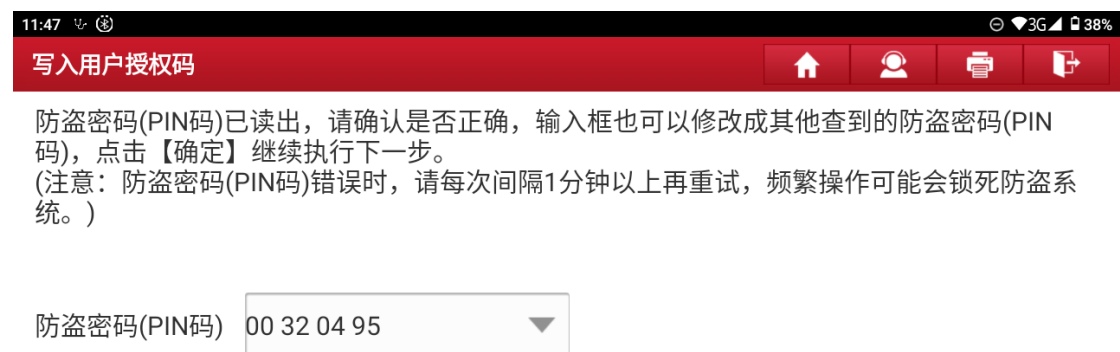 11:47
3G 38%
写入用户授权码
防盗密码(PIN码)已读出，请确认是否正确，输入框也可以修改成其他查到的防盗密码(PIN
码)，点击【确定】继续执行下一步。
(注意：防盗密码(PIN码)错误时，请每次间隔1分钟以上再重试，频繁操作可能会锁死防盗系
统。)
防盗密码(PIN码) 00 32 04 95